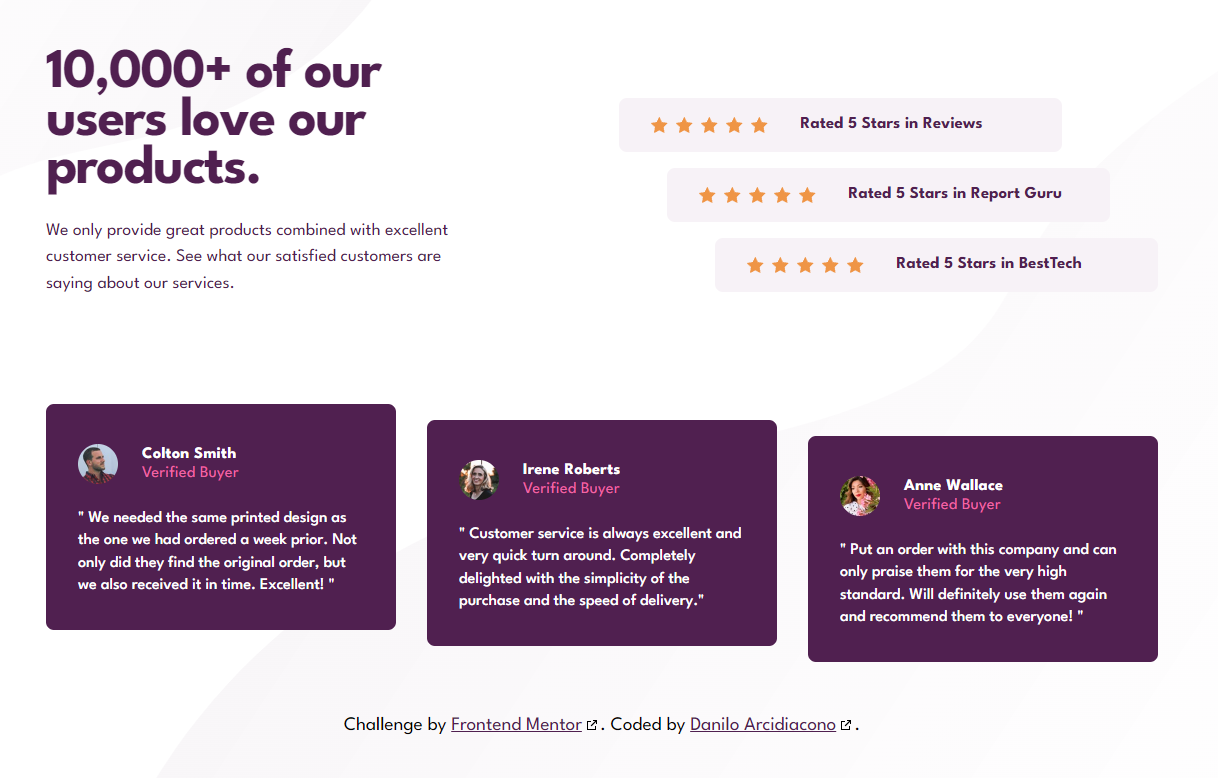 10,000+ of our
users love our
products.
We only provide great products combined with excellent
customer service. See what our satisfied customers are
saying about our services.
Rated 5 Stars in Reviews
Rated 5 Stars in Report Guru
Rated 5 Stars in BestTech
Colton Smith
Verified Buyer
" We needed the same printed design as
the one we had ordered a week prior. Not
only did they find the original order, but
we also received it in time. Excellent! "
Irene Roberts
Verified Buyer
" Customer service is always excellent and
very quick turn around. Completely
delighted with the simplicity of the
purchase and the speed of delivery."
Anne Wallace
Verified Buyer
" Put an order with this company and can
only praise them for the very high
standard. Will definitely use them again
and recommend them to everyone! "
Challenge by Frontend Mentor . Coded by Danilo Arcidiacono .